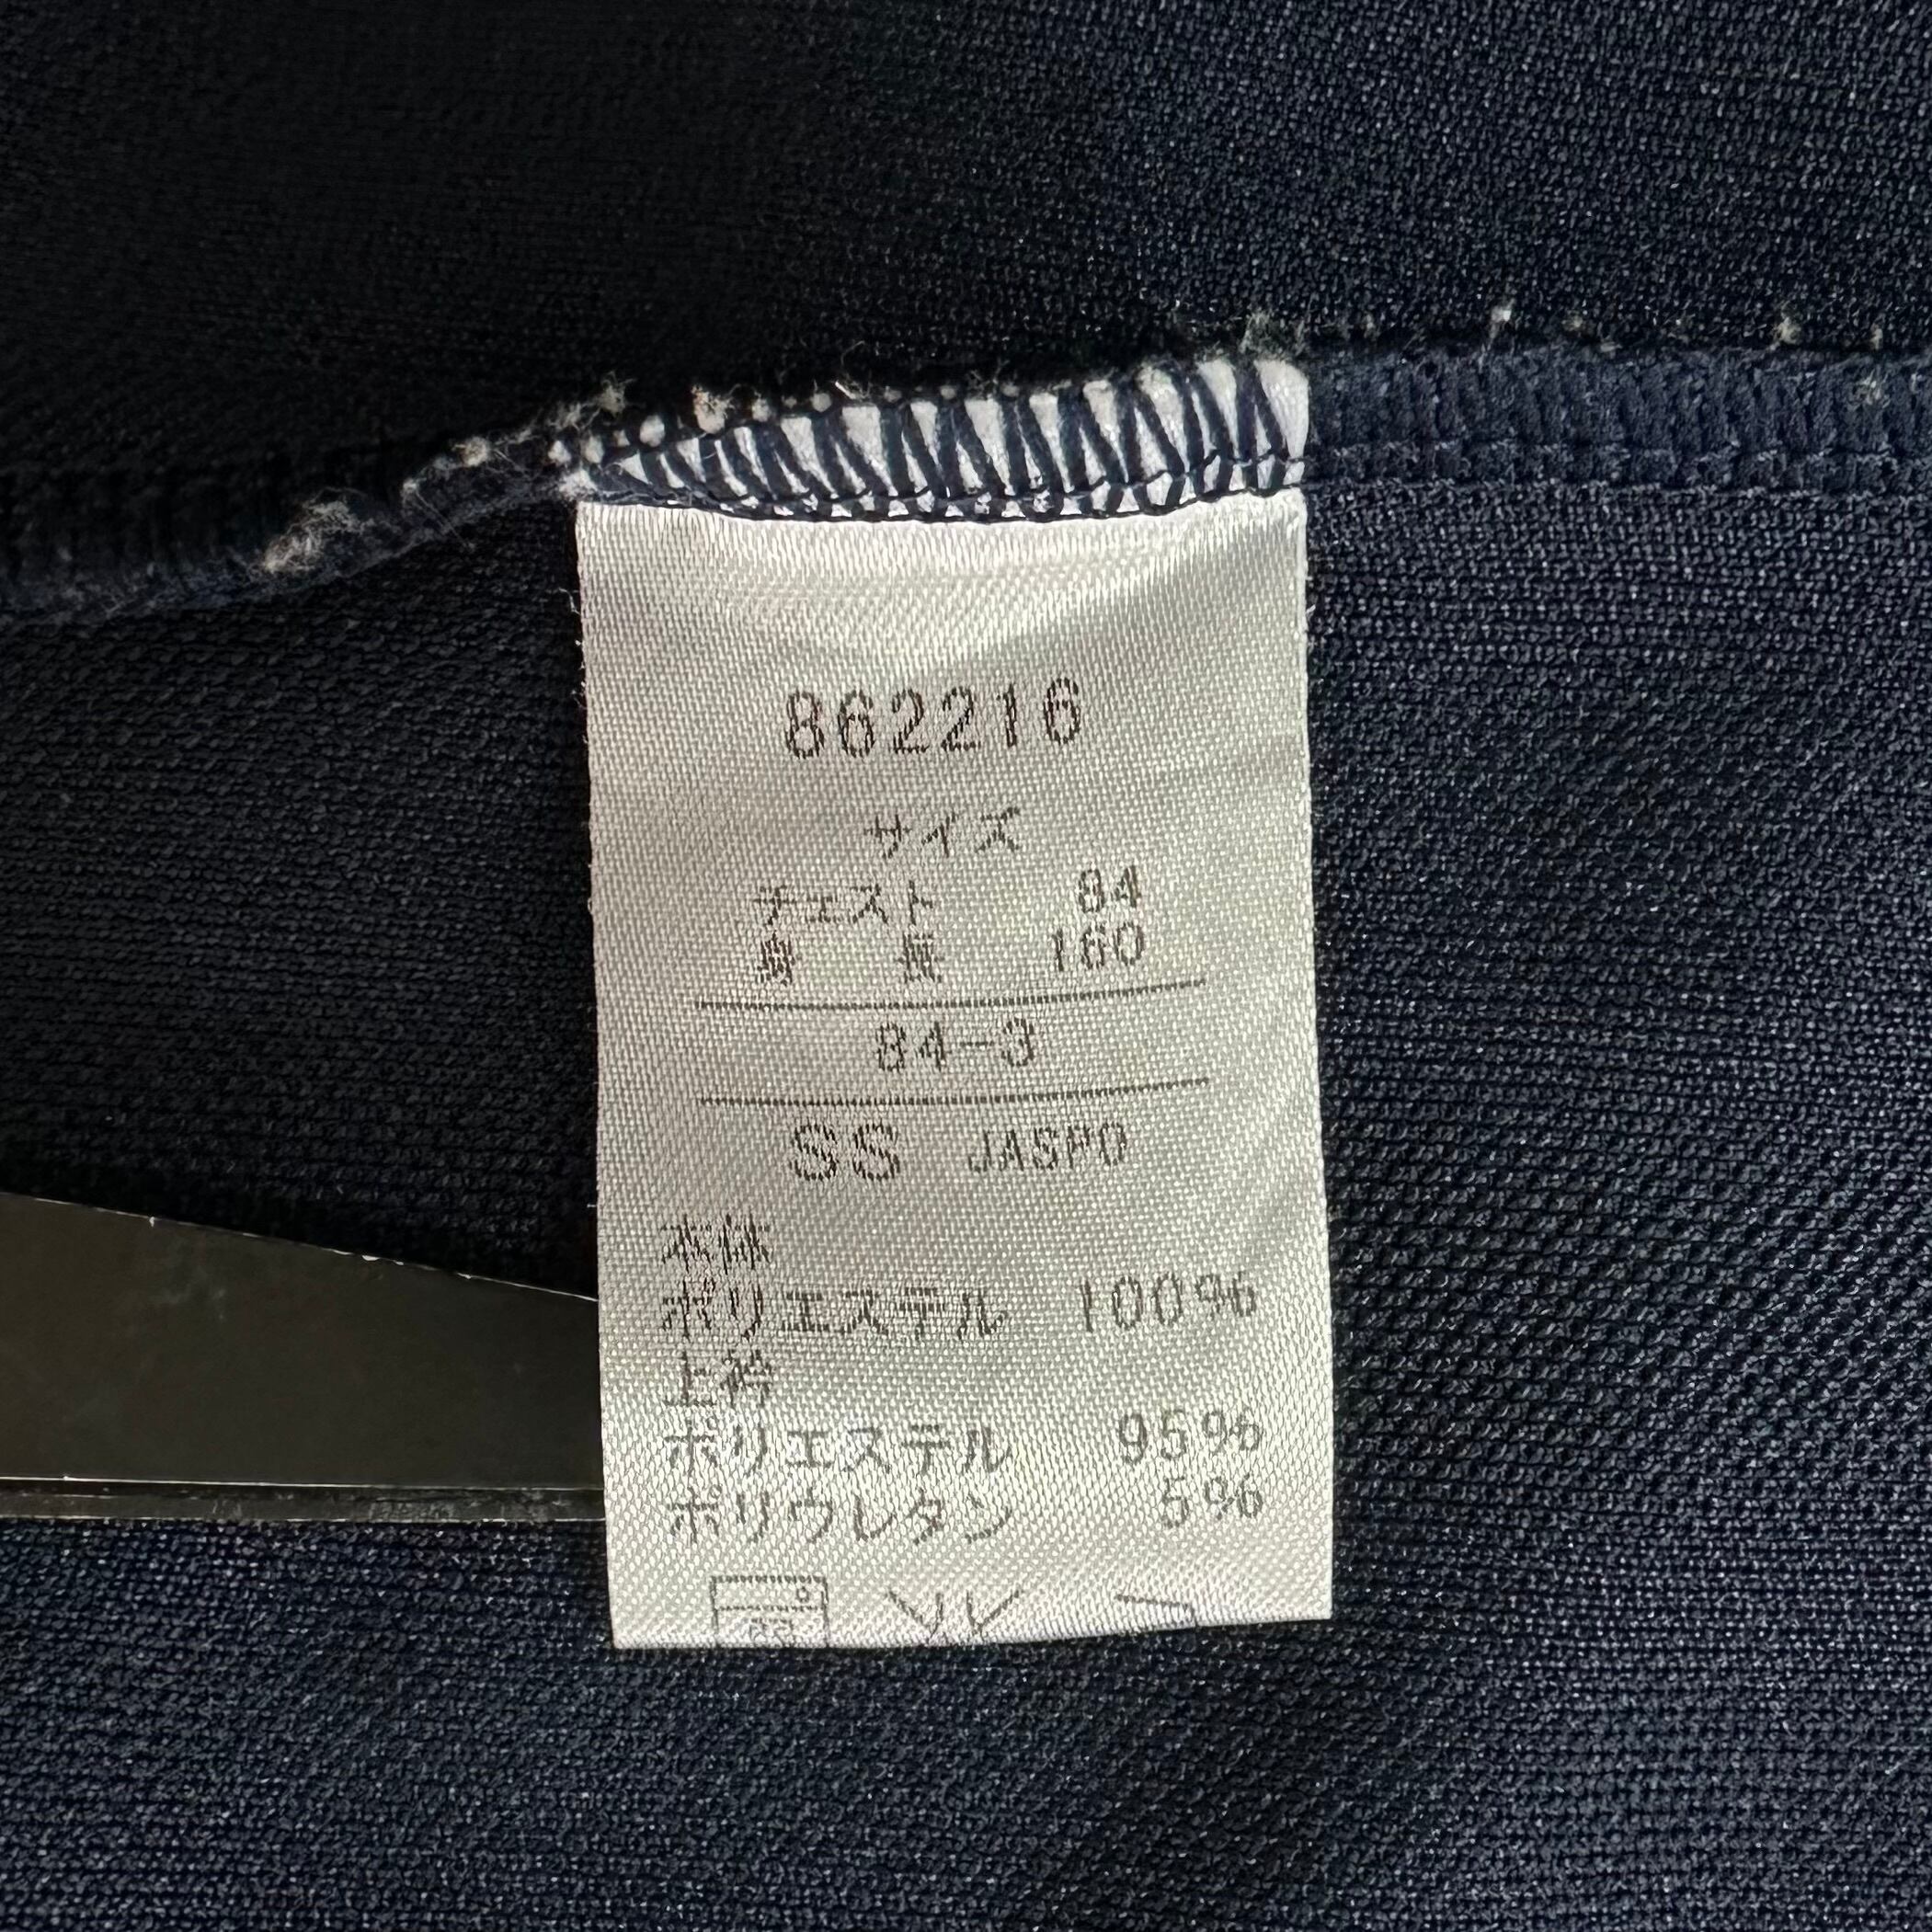 862216
サイズ
チェスト 84
身長 160
84-3
SS JASPO
本体
ポリエステル 100%
上衿
ポリエステル 95%
ポリウレタン 5%